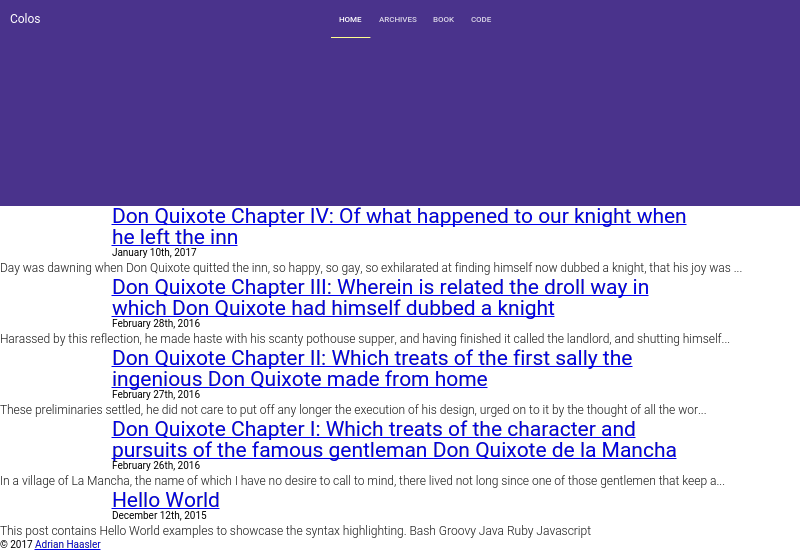 Colos
HOME ARCHIVES BOOK CODE
Don Quixote Chapter IV: Of what happened to our knight when
he left the inn
January 10th, 2017
Day was dawning when Don Quixote quitted the inn, so happy, so gay, so exhilarated at finding himself now dubbed a knight, that his joy was ...
Don Quixote Chapter III: Wherein is related the droll way in
which Don Quixote had himself dubbed a knight
February 28th, 2016
Harassed by this reflection, he made haste with his scanty pothouse supper, and having finished it called the landlord, and shutting himself...
Don Quixote Chapter II: Which treats of the first sally the
ingenious Don Quixote made from home
February 27th, 2016
These preliminaries settled, he did not care to put off any longer the execution of his design, urged on to it by the thought of all the wor...
Don Quixote Chapter I: Which treats of the character and
pursuits of the famous gentleman Don Quixote de la Mancha
February 26th, 2016
In a village of La Mancha, the name of which I have no desire to call to mind, there lived not long since one of those gentlemen that keep a...
Hello World
December 12th, 2015
This post contains Hello World examples to showcase the syntax highlighting. Bash Groovy Java Ruby Javascript
© 2017 Adrian Haasler